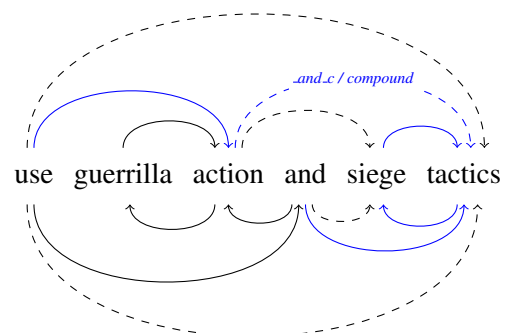 _and_c / compound
use guerrilla action and siege tactics